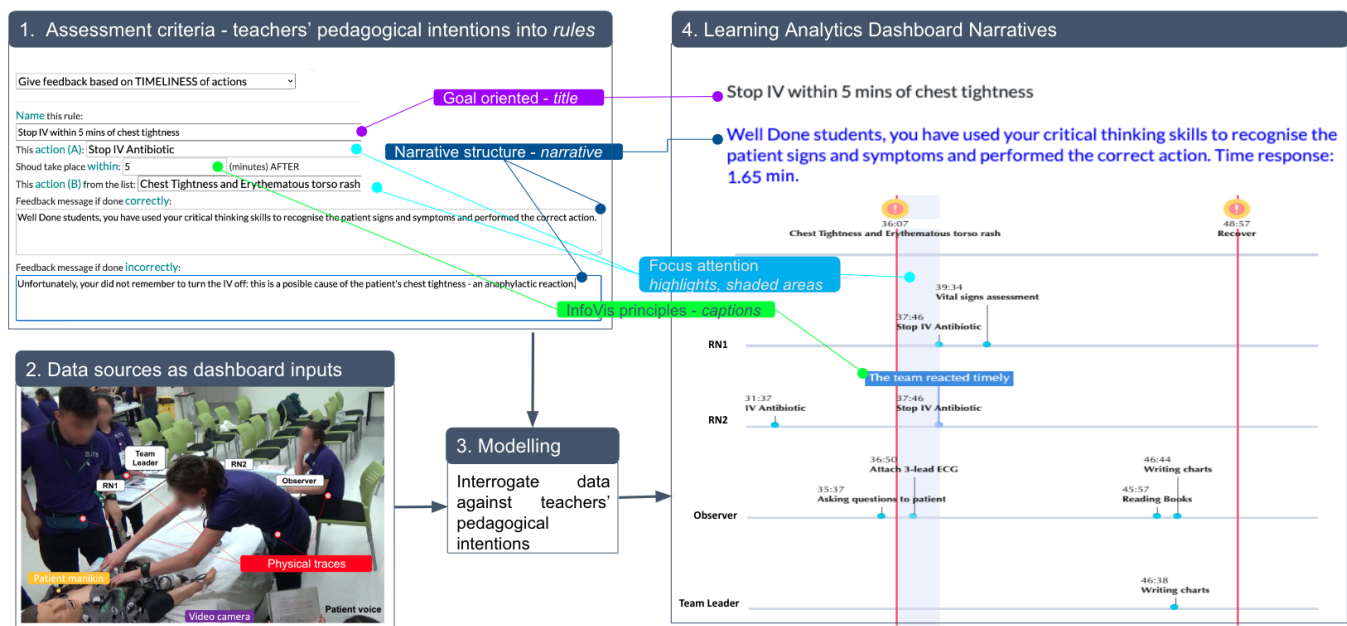 1. Assessment criteria - teachers’ pedagogical intentions into rules
Give feedback based on TIMELINESS of actions
Name this rule:
Stop IV within 5 mins of chest tightness
This action (A): Stop IV Antibiotic
Shoud take place within: 5 (minutes) AFTER
This action (B) from the list: Chest Tightness and Erythematous torso rash
Feedback message if done correctly:
Well Done students, you have used your critical thinking skills to recognise the patient signs and symptoms and performed the correct action.
Feedback message if done incorrectly:
Unfortunately, your did not remember to turn the IV off: this is a posible cause of the patient's chest tightness - an anaphylactic reaction.
Goal oriented - title
Narrative structure - narrative
Focus attention
highlights, shaded areas
InfoVis principles - captions
2. Data sources as dashboard inputs
Team
Leader
RN1
RN2
Observer
Physical traces
Patient manikin
Video camera
Patient voice
3. Modelling
Interrogate data
against teachers’
pedagogical
intentions
4. Learning Analytics Dashboard Narratives
Stop IV within 5 mins of chest tightness
Well Done students, you have used your critical thinking skills to recognise the
patient signs and symptoms and performed the correct action. Time response:
1.65 min.
36:07
Chest Tightness and Erythematous torso rash
48:57
Recover
39:34
Vital signs assessment
37:46
Stop IV Antibiotic
RN1
The team reacted timely
31:37
IV Antibiotic
37:46
Stop IV Antibiotic
RN2
36:50
Attach 3-lead ECG
46:44
Writing charts
35:37
Asking questions to patient
45:57
Reading Books
Observer
46:38
Writing charts
Team Leader